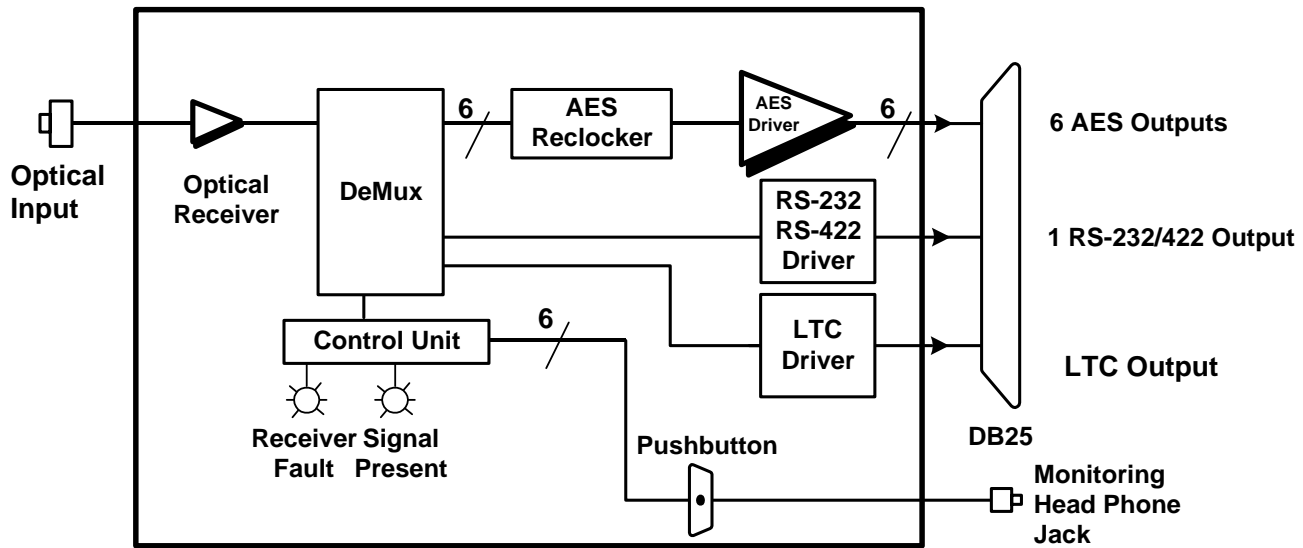 6
AES
Reclocker
AES
Driver
6
6 AES Outputs
Optical
Input
Optical
Receiver
DeMux
RS-232
RS-422
Driver
1 RS-232/422 Output
Control Unit
6
LTC
Driver
LTC Output
Receiver
Fault
Signal
Present
Pushbutton
DB25
Monitoring
Head Phone
Jack